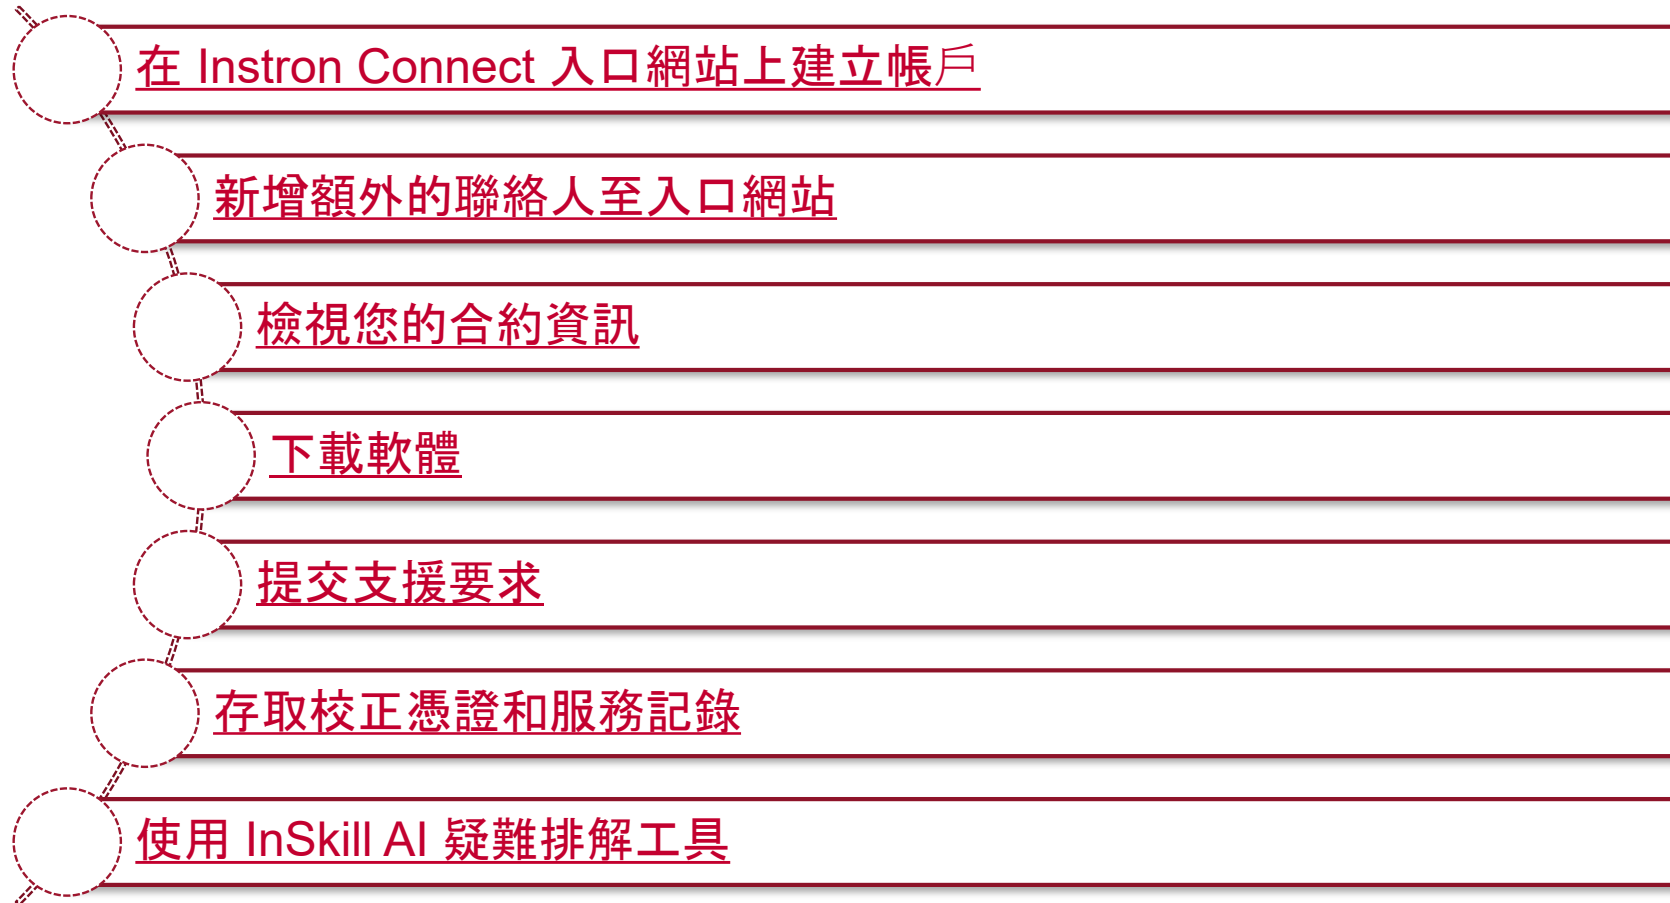 在 Instron Connect 入口網站上建立帳戶
新增額外的聯絡人至入口網站
檢視您的合約資訊
下載軟體
提交支援要求
存取校正憑證和服務記錄
使用 InSkill AI 疑難排解工具